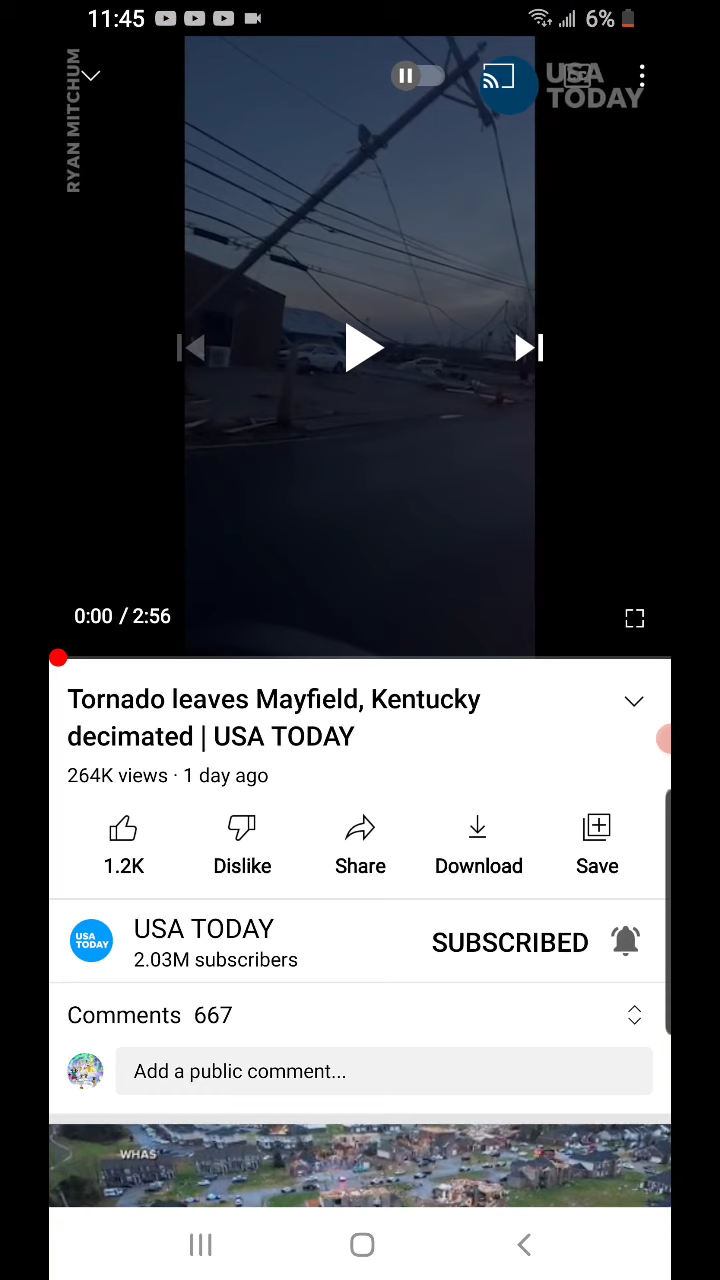 11:45
6%
RYAN MITCHUM
USA
TODAY
0:00 / 2:56
Tornado leaves Mayfield, Kentucky
decimated | USA TODAY
264K views · 1 day ago
1.2K
Dislike
Share
Download
Save
USA
TODAY
USA TODAY
2.03M subscribers
SUBSCRIBED
Comments 667
Add a public comment...
WHAS